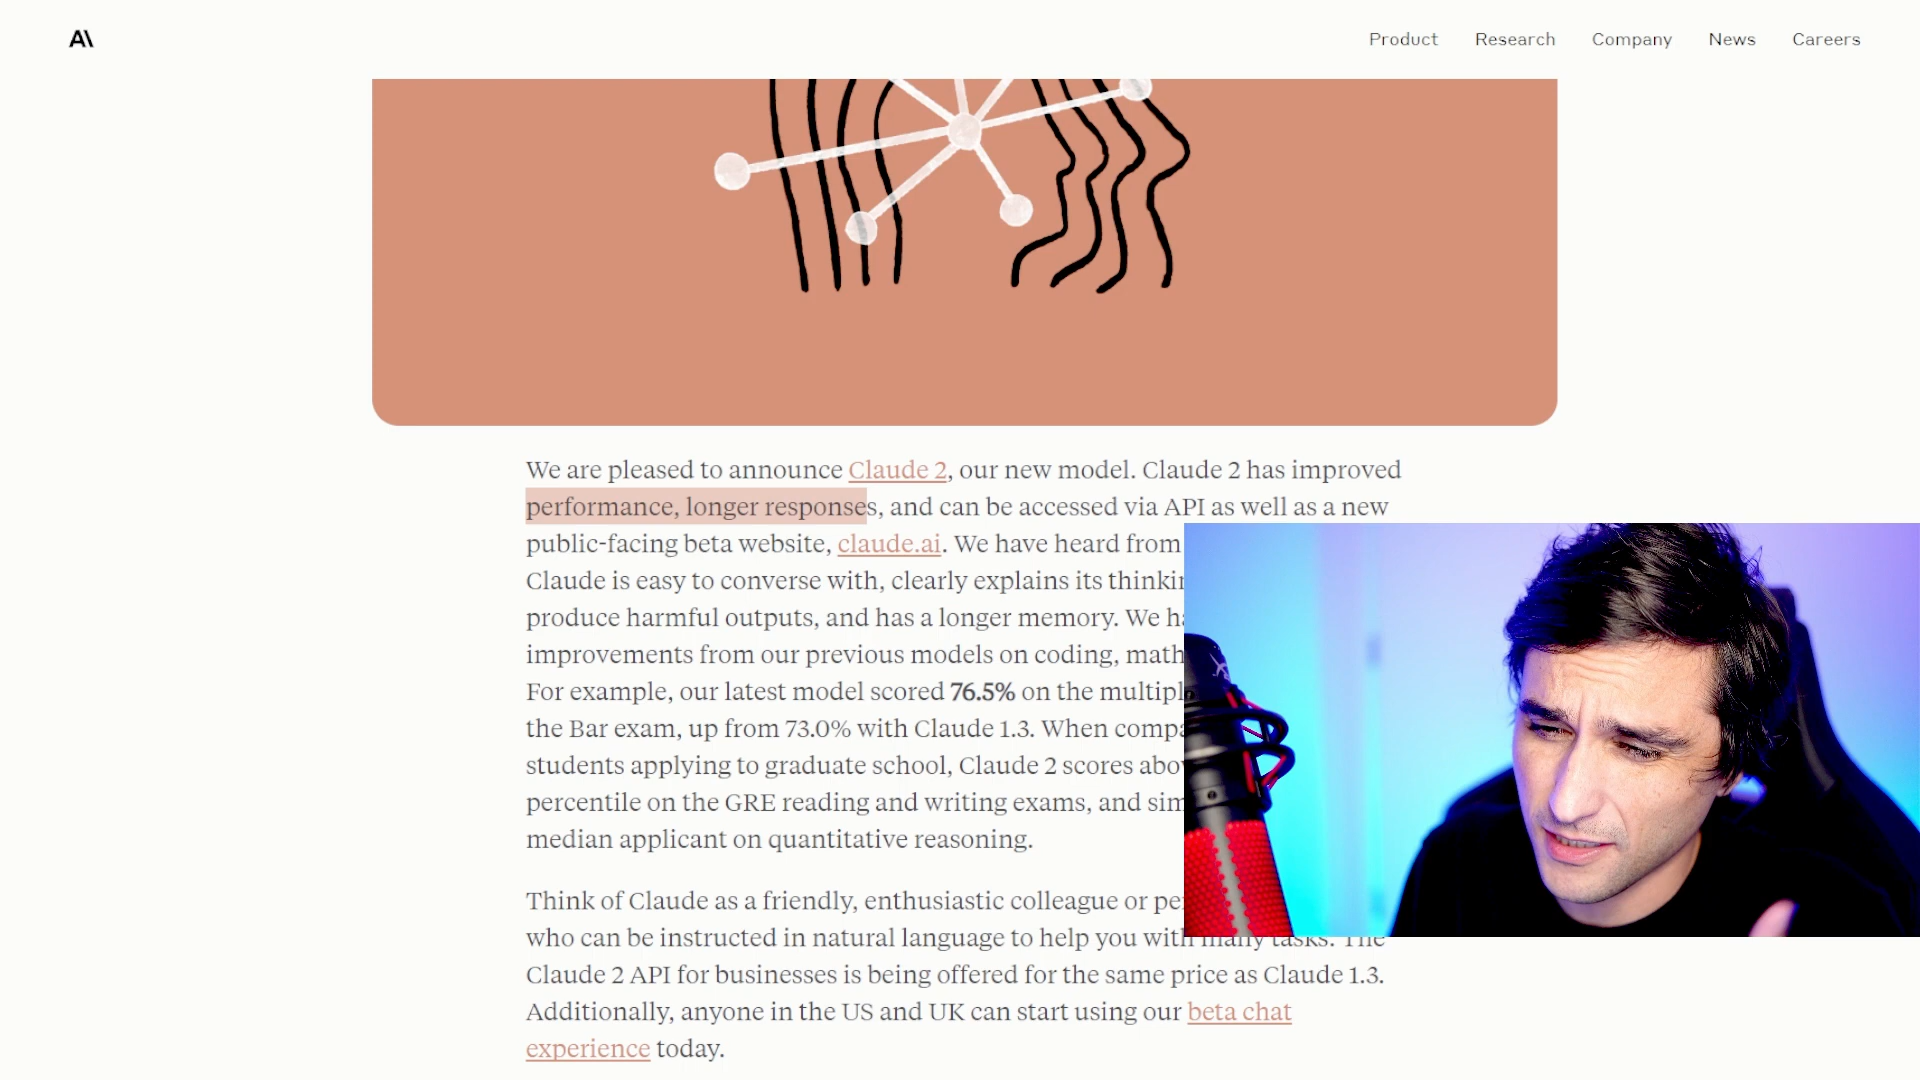 A\
Product Research Company News Careers
We are pleased to announce Claude 2, our new model. Claude 2 has improved
performance, longer responses, and can be accessed via API as well as a new
public-facing beta website, claude.ai. We have heard from
Claude is easy to converse with, clearly explains its
produce harmful outputs, and has a longer memory. We
improvements from our previous models on coding,
For example, our latest model scored 76.5% on the
the Bar exam, up from 73.0% with Claude 1.3. When
students applying to graduate school, Claude 2 scores
percentile on the GRE reading and writing exams, and
median applicant on quantitative reasoning.
Think of Claude as a friendly, enthusiastic colleague or
who can be instructed in natural language to help you with many tasks. The
Claude 2 API for businesses is being offered for the same price as Claude 1.3.
Additionally, anyone in the US and UK can start using our beta chat
experience today.